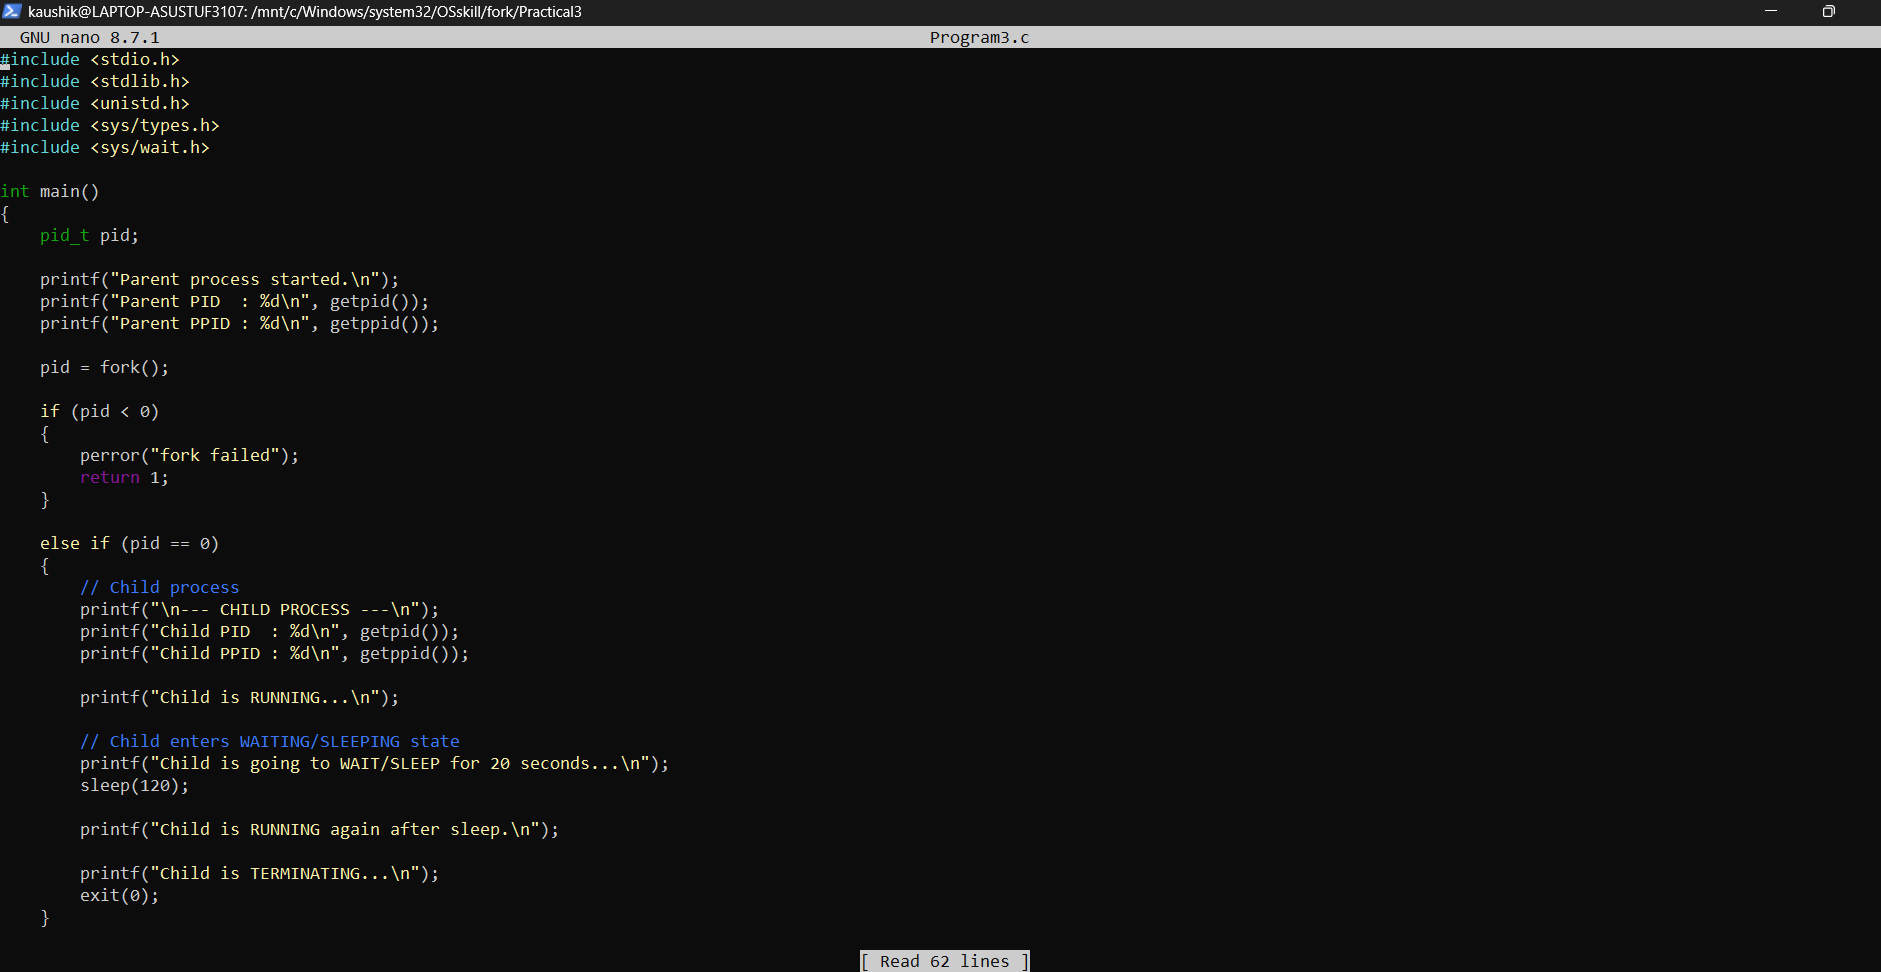 kaushik@LAPTOP-ASUSTUF3107: /mnt/c/Windows/system32/OSskill/fork/Practical3
GNU nano 8.7.1 Program3.c
#include <stdio.h>
#include <stdlib.h>
#include <unistd.h>
#include <sys/types.h>
#include <sys/wait.h>

int main()
{
    pid_t pid;

    printf("Parent process started.\n");
    printf("Parent PID  : %d\n", getpid());
    printf("Parent PPID : %d\n", getppid());

    pid = fork();

    if (pid < 0)
    {
        perror("fork failed");
        return 1;
    }

    else if (pid == 0)
    {
        // Child process
        printf("\n--- CHILD PROCESS ---\n");
        printf("Child PID  : %d\n", getpid());
        printf("Child PPID : %d\n", getppid());

        printf("Child is RUNNING...\n");

        // Child enters WAITING/SLEEPING state
        printf("Child is going to WAIT/SLEEP for 20 seconds...\n");
        sleep(120);

        printf("Child is RUNNING again after sleep.\n");

        printf("Child is TERMINATING...\n");
        exit(0);
    }

[ Read 62 lines ]